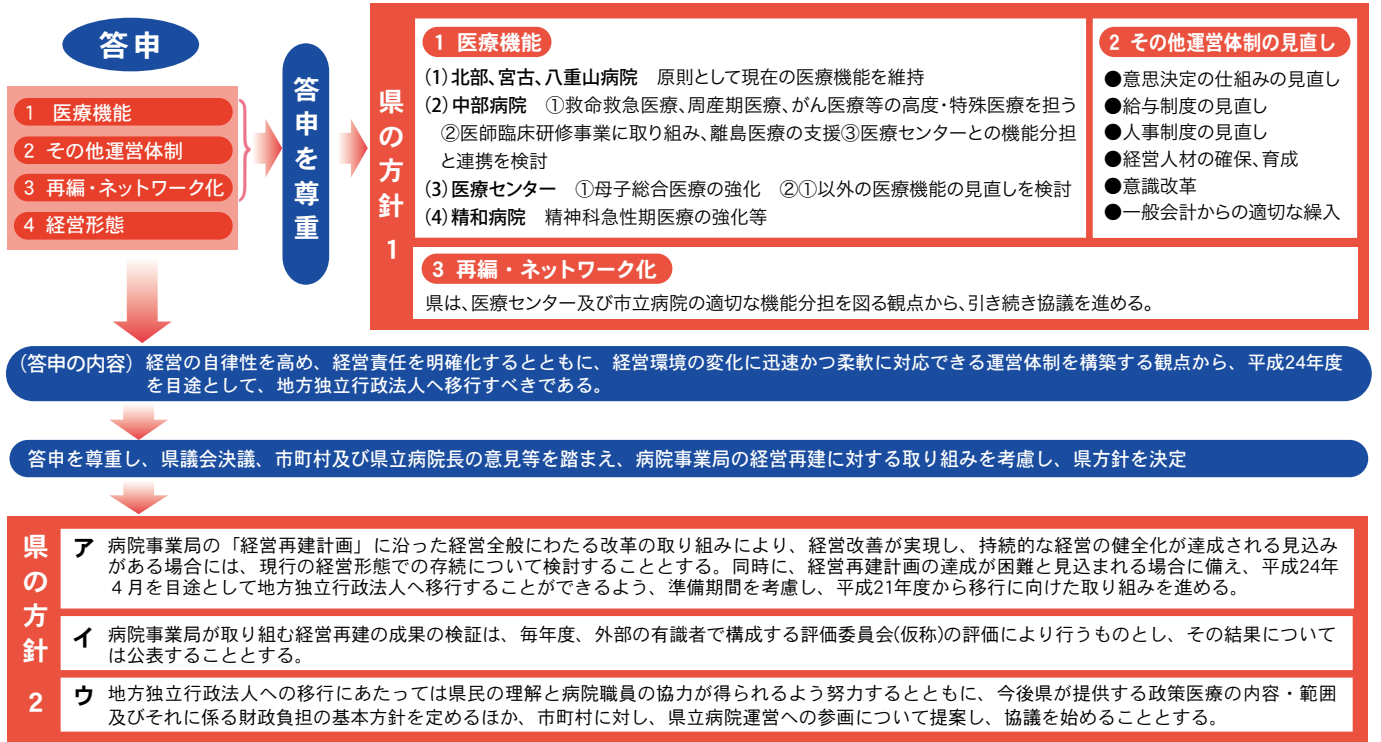 答申
1 医療機能
2 その他運営体制
3 再編・ネットワーク化
4 経営形態
答申を尊重
県の方針 1
1 医療機能
(1)北部、宮古、八重山病院 原則として現在の医療機能を維持
(2)中部病院 ①救命救急医療、周産期医療、がん医療等の高度・特殊医療を担う
②医師臨床研修事業に取り組み、離島医療の支援③医療センターとの機能分担
と連携を検討
(3)医療センター ①母子総合医療の強化 ②①以外の医療機能の見直しを検討
(4)精和病院 精神科急性期医療の強化等
2 その他運営体制の見直し
●意思決定の仕組みの見直し
●給与制度の見直し
●人事制度の見直し
●経営人材の確保、育成
●意識改革
●一般会計からの適切な繰入
3 再編・ネットワーク化
県は、医療センター及び市立病院の適切な機能分担を図る観点から、引き続き協議を進める。
(答申の内容) 経営の自律性を高め、経営責任を明確化するとともに、経営環境の変化に迅速かつ柔軟に対応できる運営体制を構築する観点から、平成24年度
を目途として、地方独立行政法人へ移行すべきである。
答申を尊重し、県議会決議、市町村及び県立病院長の意見等を踏まえ、病院事業局の経営再建に対する取り組みを考慮し、県方針を決定
県の方針 2
ア 病院事業局の「経営再建計画」に沿った経営全般にわたる改革の取り組みにより、経営改善が実現し、持続的な経営の健全化が達成される見込み
がある場合には、現行の経営形態での存続について検討することとする。同時に、経営再建計画の達成が困難と見込まれる場合に備え、平成24年
4月を目途として地方独立行政法人へ移行することができるよう、準備期間を考慮し、平成21年度から移行に向けた取り組みを進める。
イ 病院事業局が取り組む経営再建の成果の検証は、毎年度、外部の有識者で構成する評価委員会(仮称)の評価により行うものとし、その結果について
は公表することとする。
ウ 地方独立行政法人への移行にあたっては県民の理解と病院職員の協力が得られるよう努力するとともに、今後県が提供する政策医療の内容・範囲
及びそれに係る財政負担の基本方針を定めるほか、市町村に対し、県立病院運営への参画について提案し、協議を始めることとする。